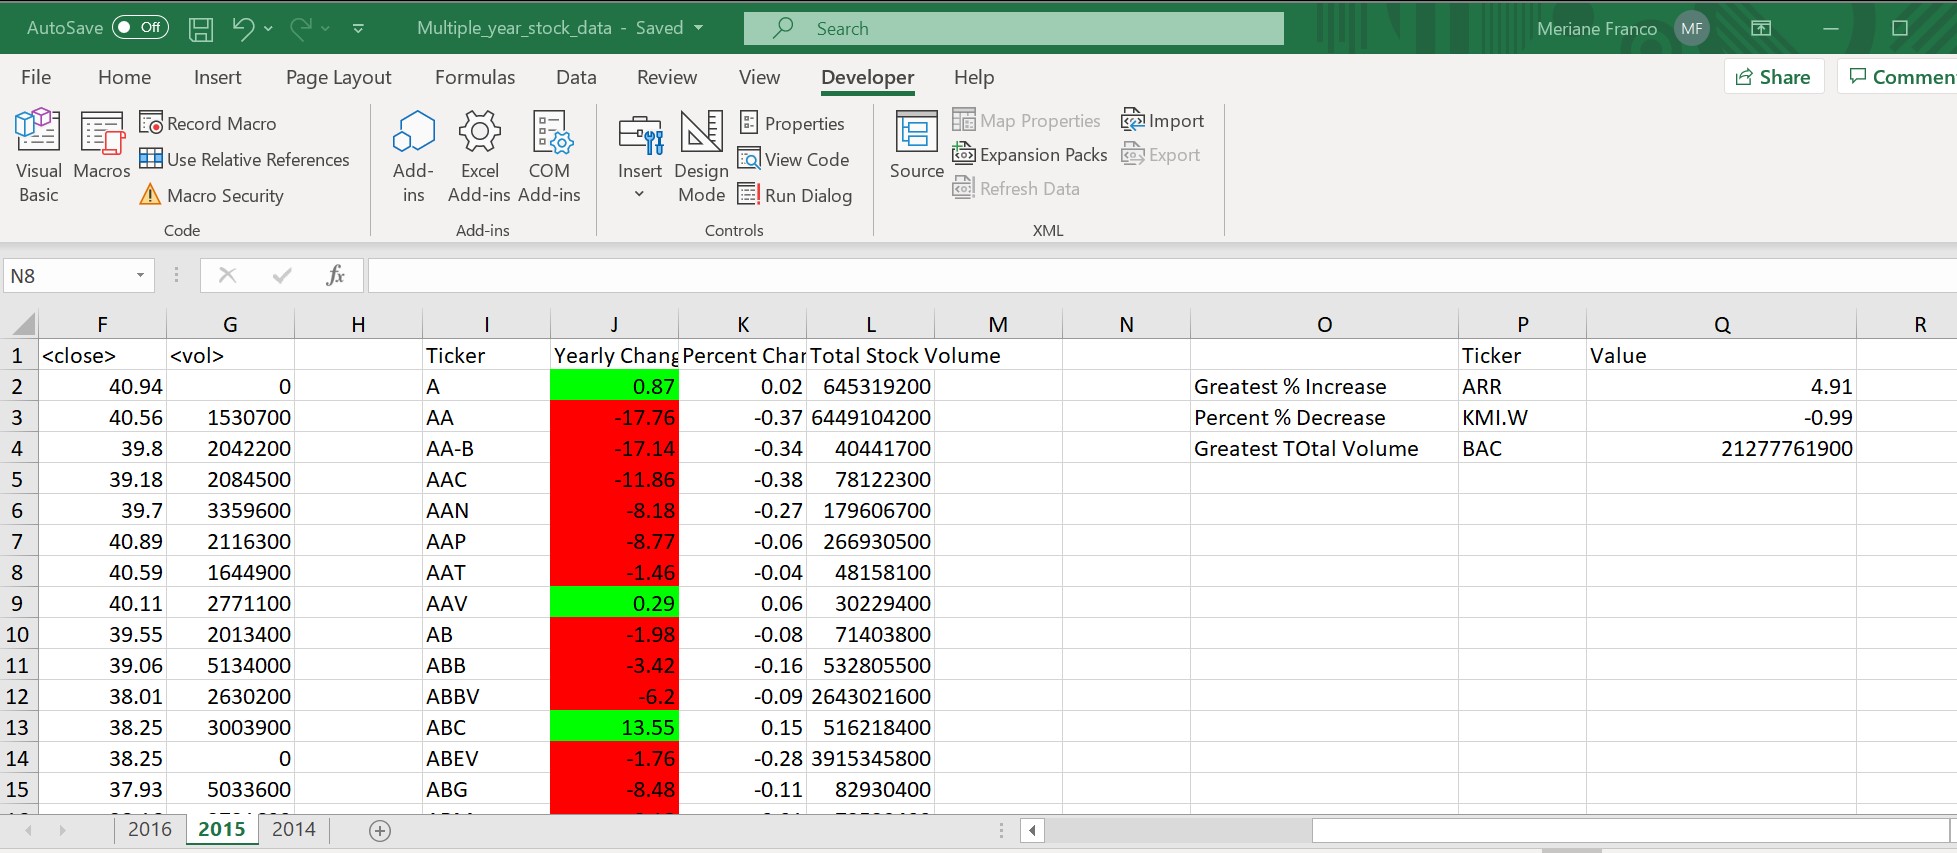 AutoSave Off Multiple_year_stock_data - Saved Search Meriane Franco MF
File Home Insert Page Layout Formulas Data Review View Developer Help Share Commen
Visual Basic
Macros
Record Macro
Use Relative References
Macro Security
Code
Add-ins
Excel Add-ins
COM Add-ins
Add-ins
Insert
Design Mode
Properties
View Code
Run Dialog
Controls
Source
Map Properties
Expansion Packs
Refresh Data
Import
Export
XML
N8 fx
F G H I J K L M N O P Q R
1 <close> <vol> Ticker Yearly Chang Percent Char Total Stock Volume Ticker Value
2 40.94 0 A 0.87 0.02 645319200 Greatest % Increase ARR 4.91
3 40.56 1530700 AA -17.76 -0.37 6449104200 Percent % Decrease KMI.W -0.99
4 39.8 2042200 AA-B -17.14 -0.34 40441700 Greatest TOtal Volume BAC 21277761900
5 39.18 2084500 AAC -11.86 -0.38 78122300
6 39.7 3359600 AAN -8.18 -0.27 179606700
7 40.89 2116300 AAP -8.77 -0.06 266930500
8 40.59 1644900 AAT -1.46 -0.04 48158100
9 40.11 2771100 AAV 0.29 0.06 30229400
10 39.55 2013400 AB -1.98 -0.08 71403800
11 39.06 5134000 ABB -3.42 -0.16 532805500
12 38.01 2630200 ABBV -6.2 -0.09 2643021600
13 38.25 3003900 ABC 13.55 0.15 516218400
14 38.25 0 ABEV -1.76 -0.28 3915345800
15 37.93 5033600 ABG -8.48 -0.11 82930400
2016 2015 2014